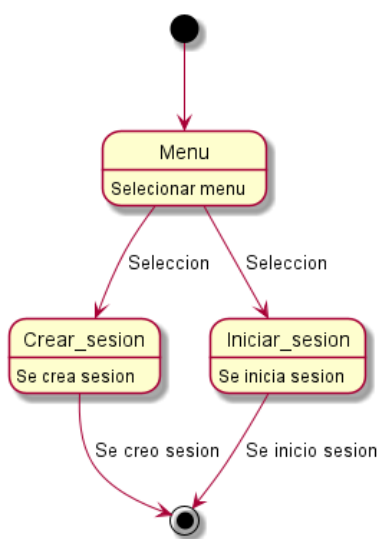 Menu
Selecionar menu
Seleccion
Seleccion
Crear_sesion
Se crea sesion
Iniciar_sesion
Se inicia sesion
Se creo sesion
Se inicio sesion